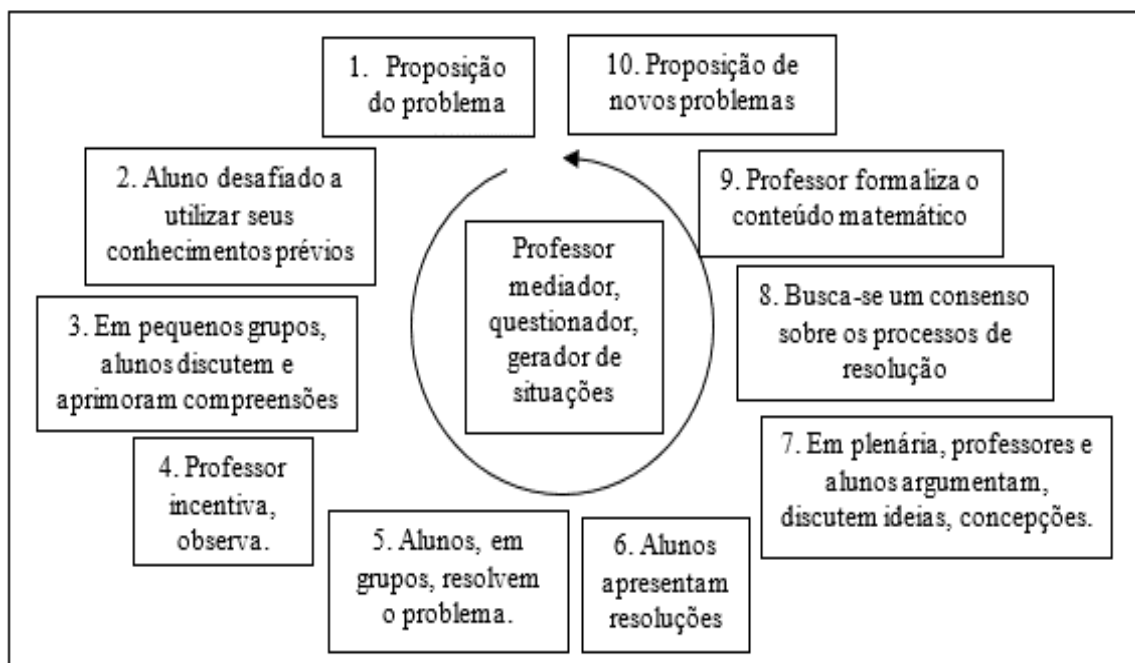 1. Proposição
do problema
10. Proposição de
novos problemas
2. Aluno desafiado a
utilizar seus
conhecimentos prévios
9. Professor formaliza o
conteúdo matemático
Professor
mediador,
questionador,
gerador de
situações
3. Em pequenos grupos,
alunos discutem e
aprimoram compreensões
8. Busca-se um consenso
sobre os processos de
resolução
4. Professor
incentiva,
observa.
7. Em plenária, professores e
alunos argumentam,
discutem ideias, concepções.
5. Alunos, em
grupos, resolvem
o problema.
6. Alunos
apresentam
resoluções